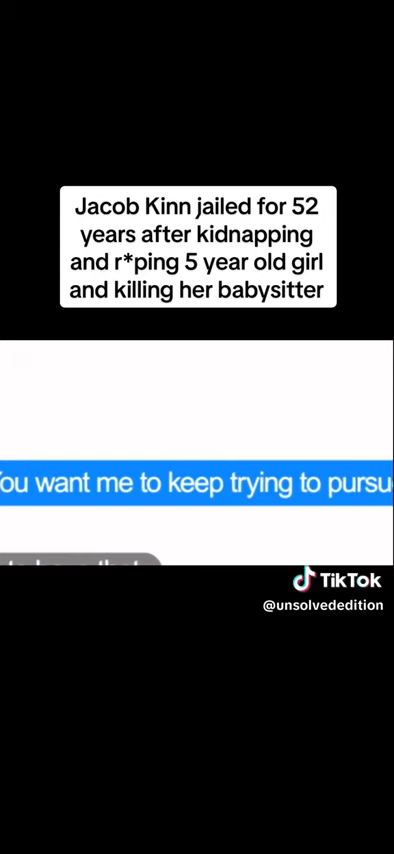 Jacob Kinn jailed for 52
years after kidnapping
and r*ping 5 year old girl
and killing her babysitter
You want me to keep trying to pursu
TikTok
@unsolvededition